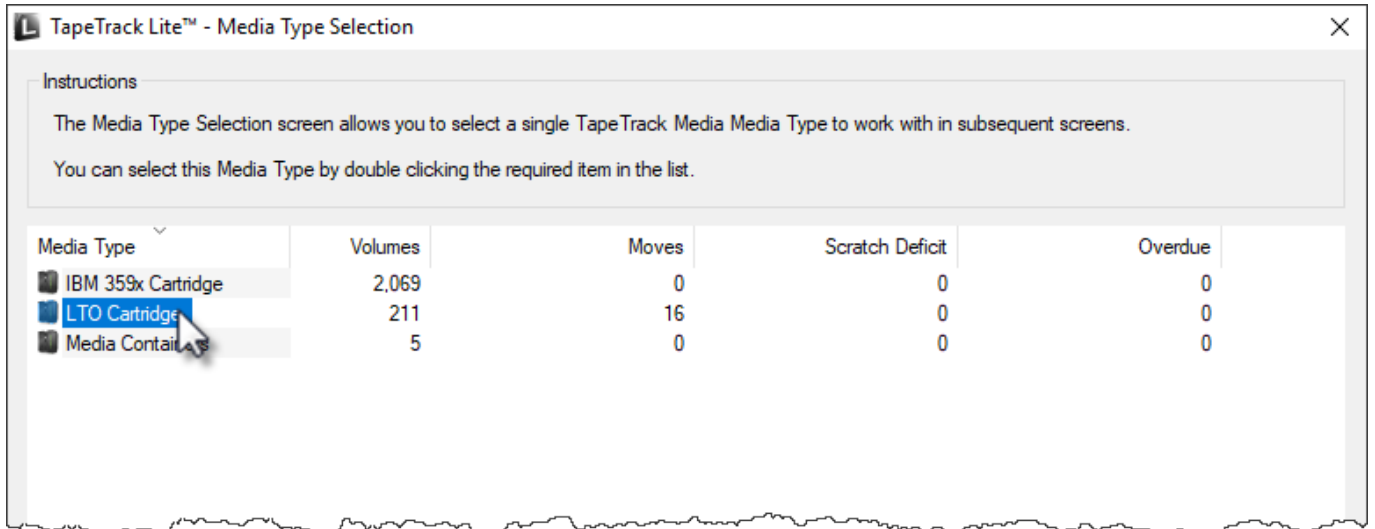 TapeTrack Lite™ - Media Type Selection
Instructions
The Media Type Selection screen allows you to select a single TapeTrack Media Media Type to work with in subsequent screens.
You can select this Media Type by double clicking the required item in the list.
Media Type Volumes Moves Scratch Deficit Overdue
IBM 359x Cartridge 2,069 0 0 0
LTO Cartridge 211 16 0 0
Media Containers 5 0 0 0